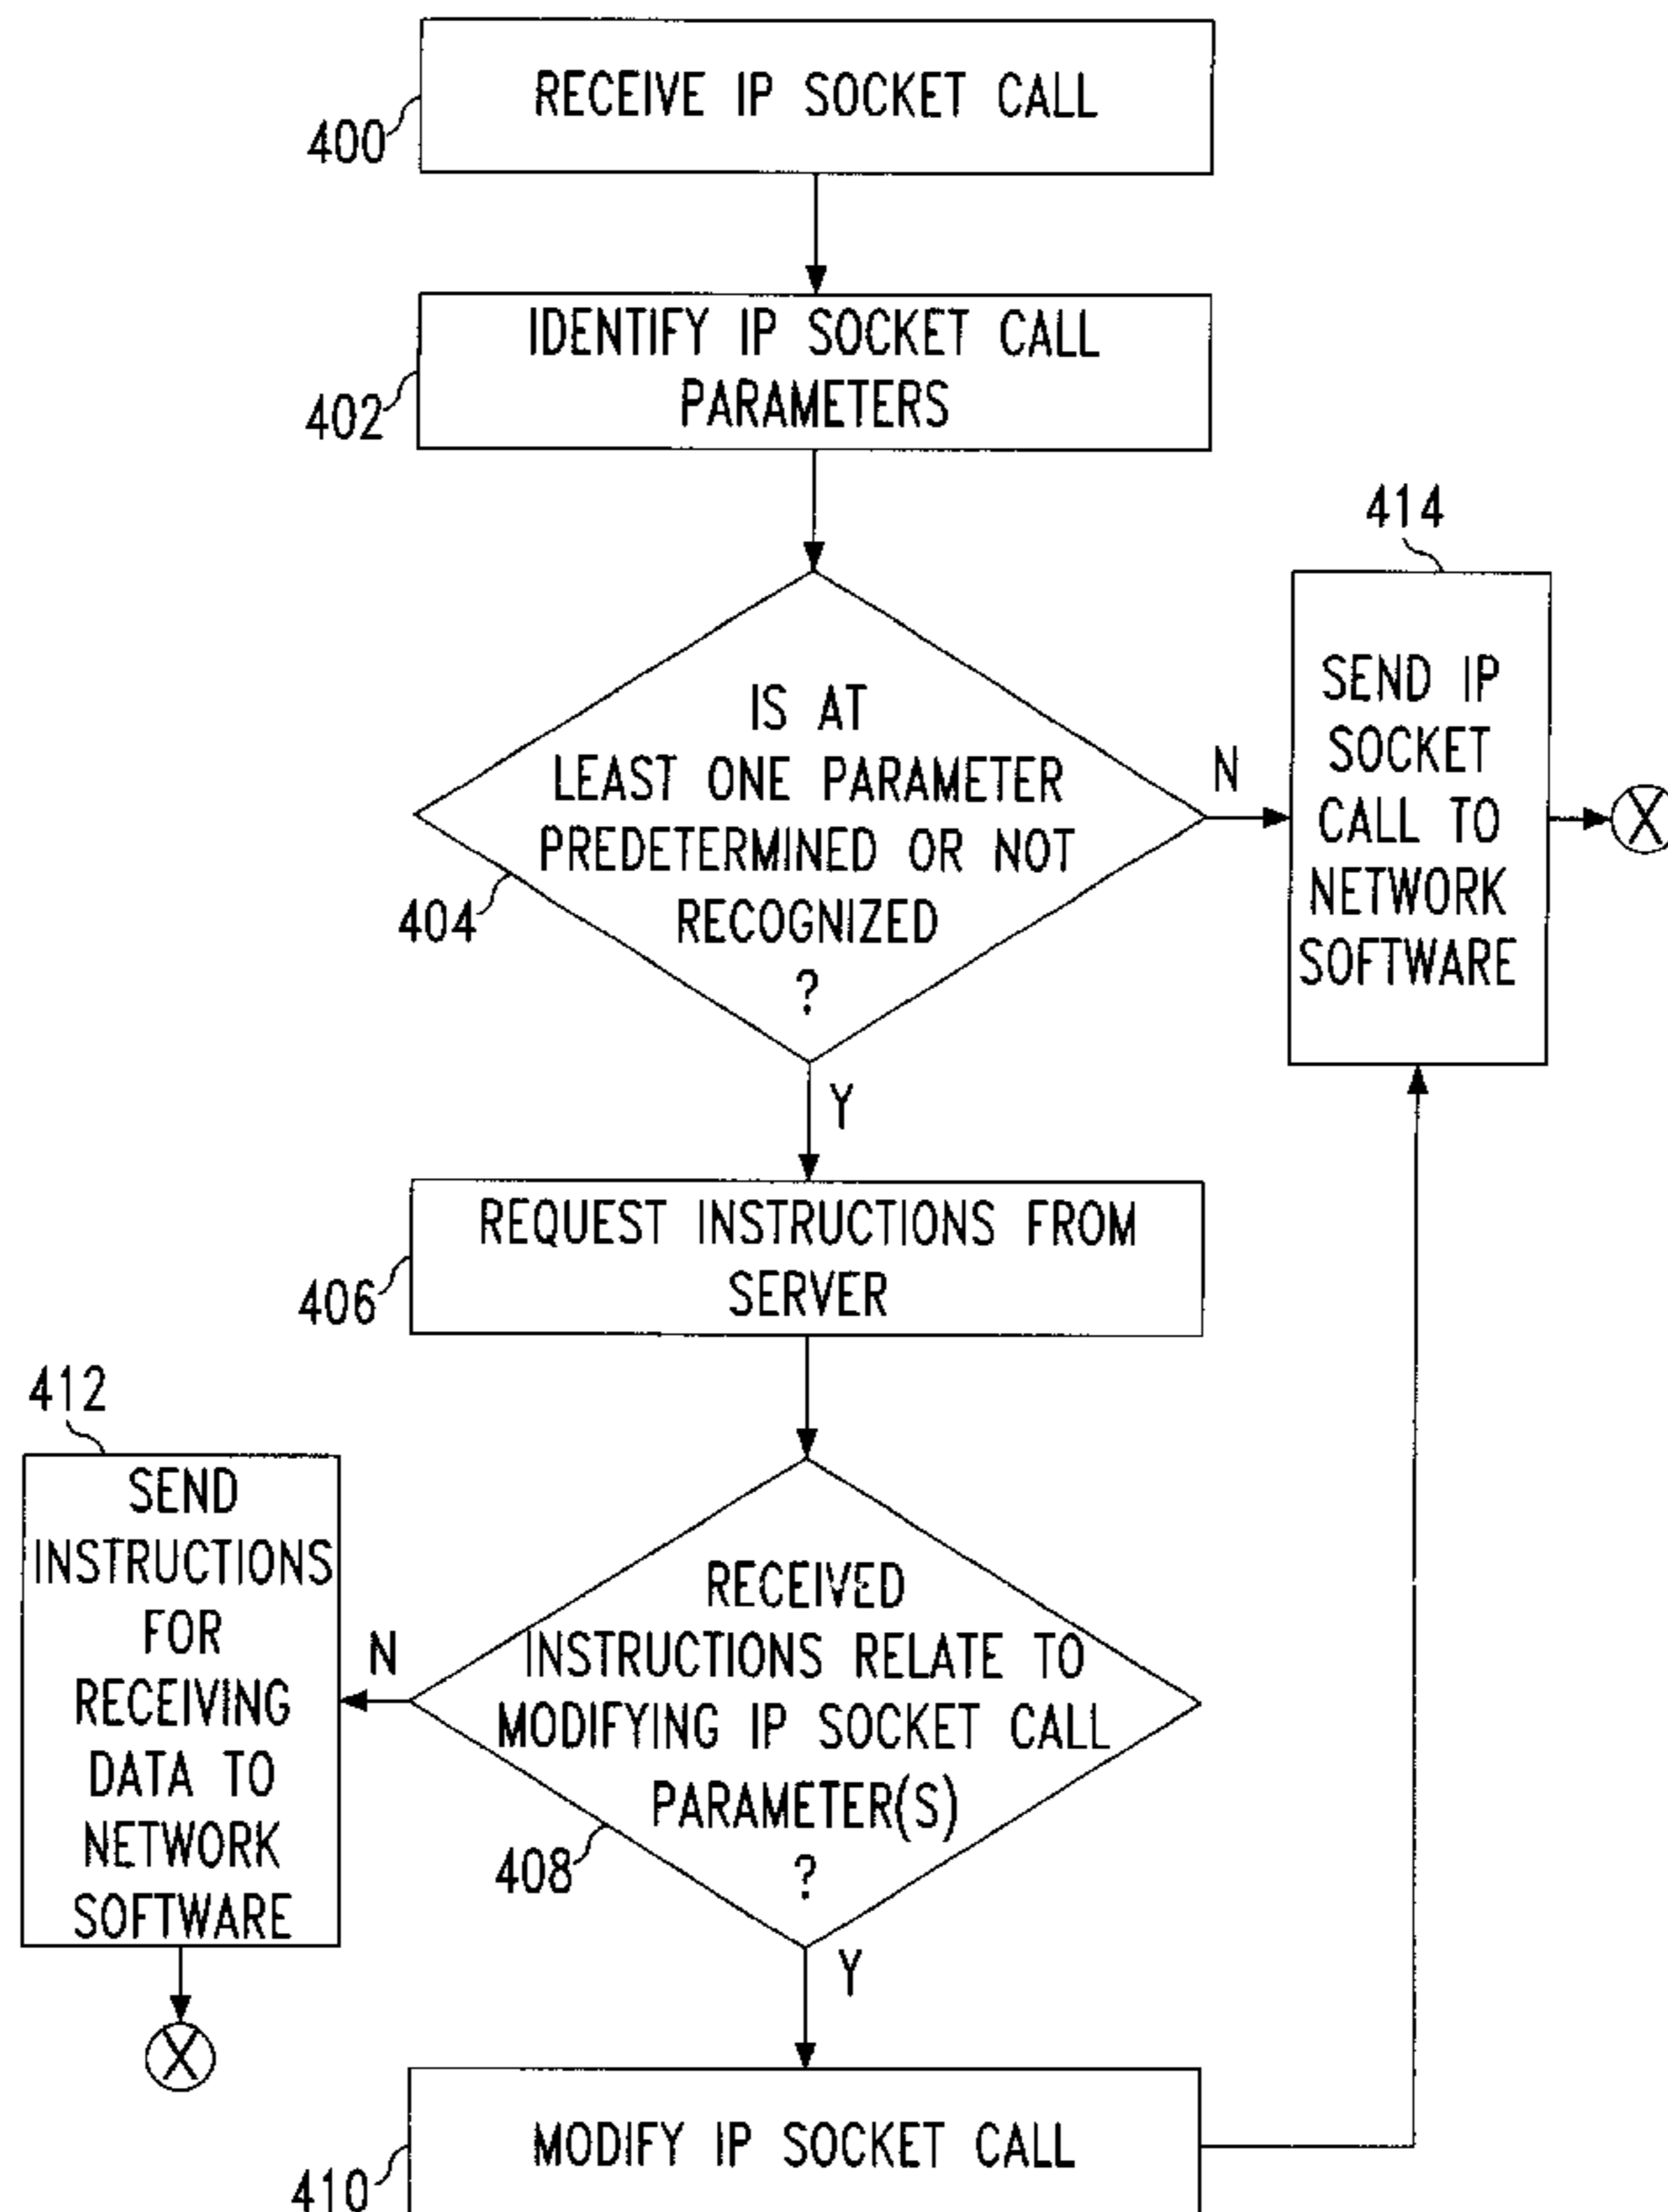 RECEIVE IP SOCKET CALL
400
IDENTIFY IP SOCKET CALL
PARAMETERS
402
IS AT
LEAST ONE PARAMETER
PREDETERMINED OR NOT
RECOGNIZED
?
404
N
414
SEND IP
SOCKET
CALL TO
NETWORK
SOFTWARE
X
Y
REQUEST INSTRUCTIONS FROM
SERVER
406
RECEIVED
INSTRUCTIONS RELATE TO
MODIFYING IP SOCKET CALL
PARAMETER(S)
?
408
N
412
SEND
INSTRUCTIONS
FOR
RECEIVING
DATA TO
NETWORK
SOFTWARE
X
Y
MODIFY IP SOCKET CALL
410